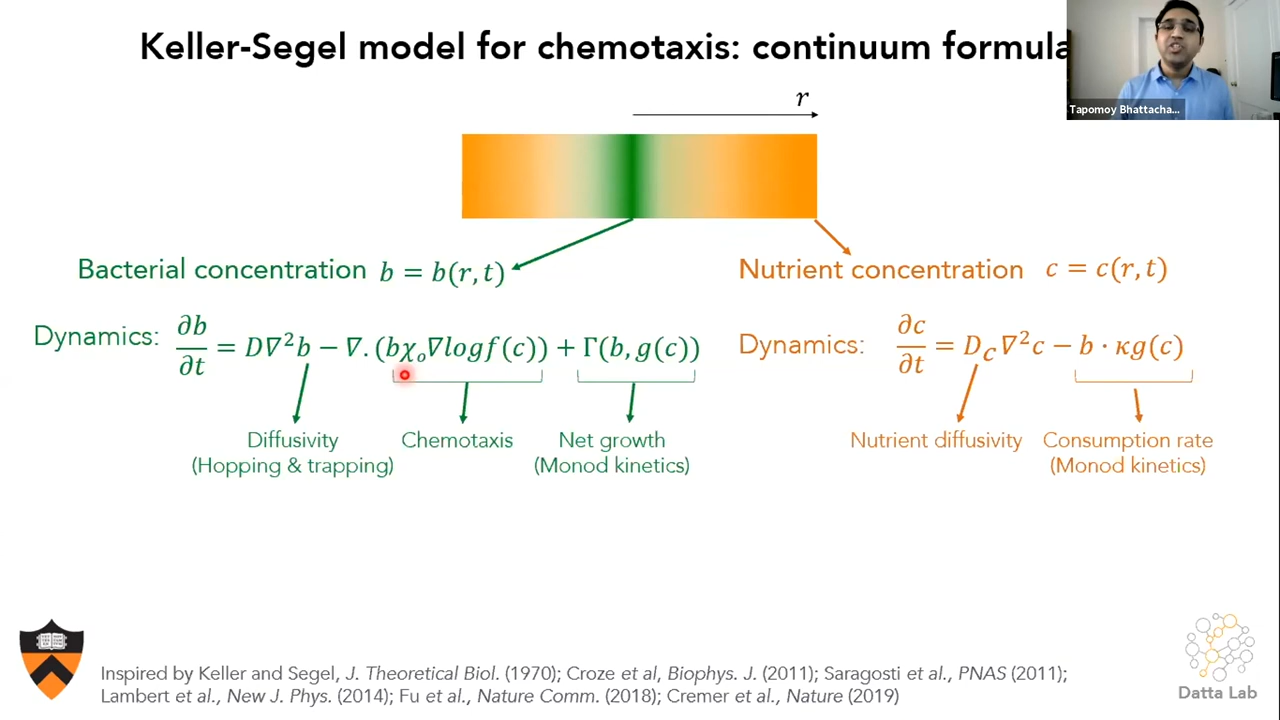 Keller-Segel model for chemotaxis: continuum formula
Tapomoy Bhattacha...
r
Bacterial concentration b = b(r, t)
Nutrient concentration c = c(r, t)
Dynamics: ∂b/∂t = D∇²b − ∇.(bχₒ∇logf(c)) + Γ(b, g(c))
Dynamics: ∂c/∂t = D_C∇²c − b · κg(c)
Diffusivity
(Hopping & trapping)
Chemotaxis
Net growth
(Monod kinetics)
Nutrient diffusivity
Consumption rate
(Monod kinetics)
Inspired by Keller and Segel, J. Theoretical Biol. (1970); Croze et al, Biophys. J. (2011); Saragosti et al., PNAS (2011);
Lambert et al., New J. Phys. (2014); Fu et al., Nature Comm. (2018); Cremer et al., Nature (2019)
Datta Lab